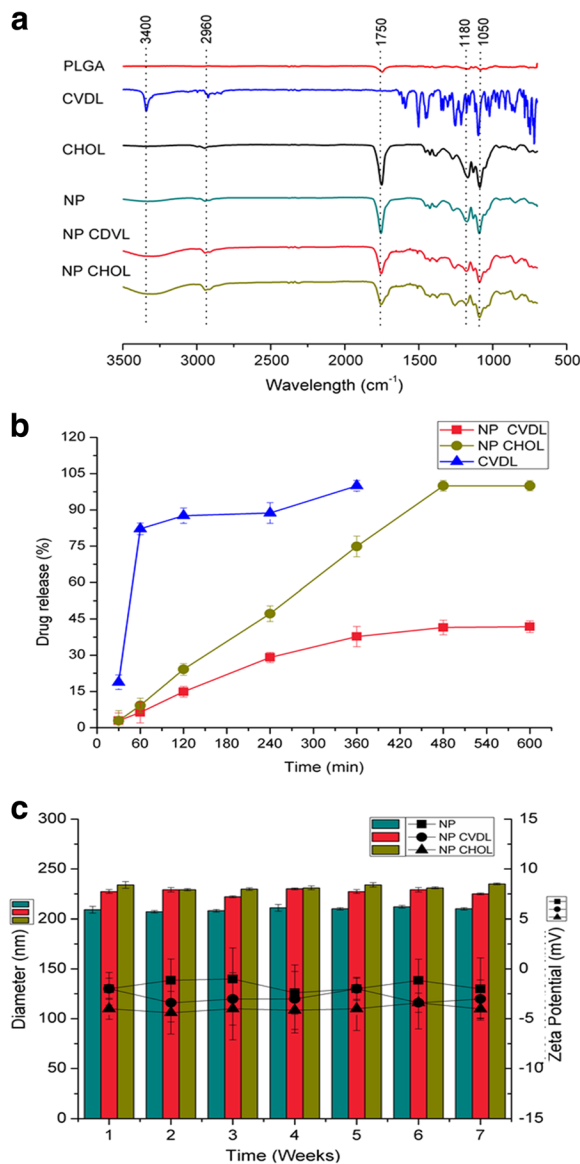 a
3400
2960
1750
1180
1050
PLGA
CVDL
CHOL
NP
NP CDVL
NP CHOL
3500 3000 2500 2000 1500 1000 500
Wavelength (cm-1)
b
120
105
90
75
60
45
30
15
0
Drug release (%)
NP CVDL
NP CHOL
CVDL
0 60 120 180 240 300 360 420 480 540 600
Time (min)
c
300
250
200
150
100
50
0
Diameter (nm)
NP
NP CVDL
NP CHOL
15
10
5
0
-5
-10
-15
Zeta Potential (mV)
1 2 3 4 5 6 7
Time (Weeks)